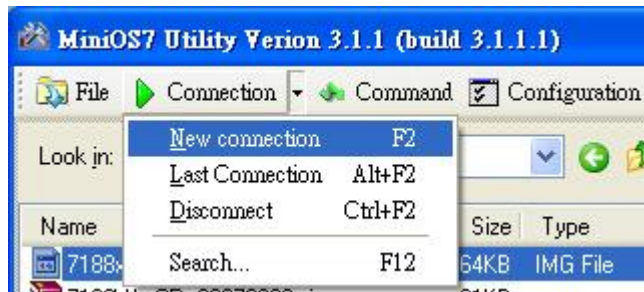 MiniOS7 Utility Verion 3.1.1 (build 3.1.1.1)
File Connection Command Configuration
New connection F2
Look in:
Last Connection Alt+F2
Disconnect Ctrl+F2
Name Size Type
Search... F12
7188x 64KB IMG File